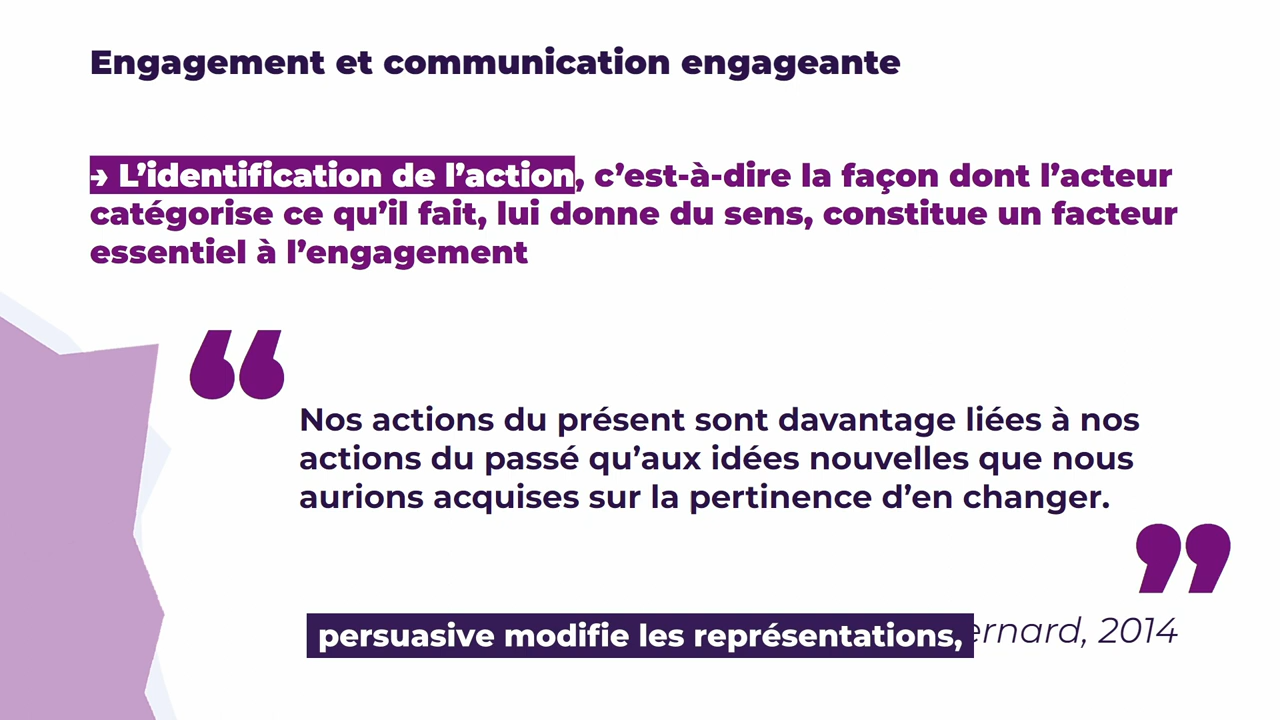 Engagement et communication engageante
→ L’identification de l’action, c’est-à-dire la façon dont l’acteur
catégorise ce qu’il fait, lui donne du sens, constitue un facteur
essentiel à l’engagement
“
Nos actions du présent sont davantage liées à nos
actions du passé qu’aux idées nouvelles que nous
aurions acquises sur la pertinence d’en changer.
”
persuasive modifie les représentations,
2014